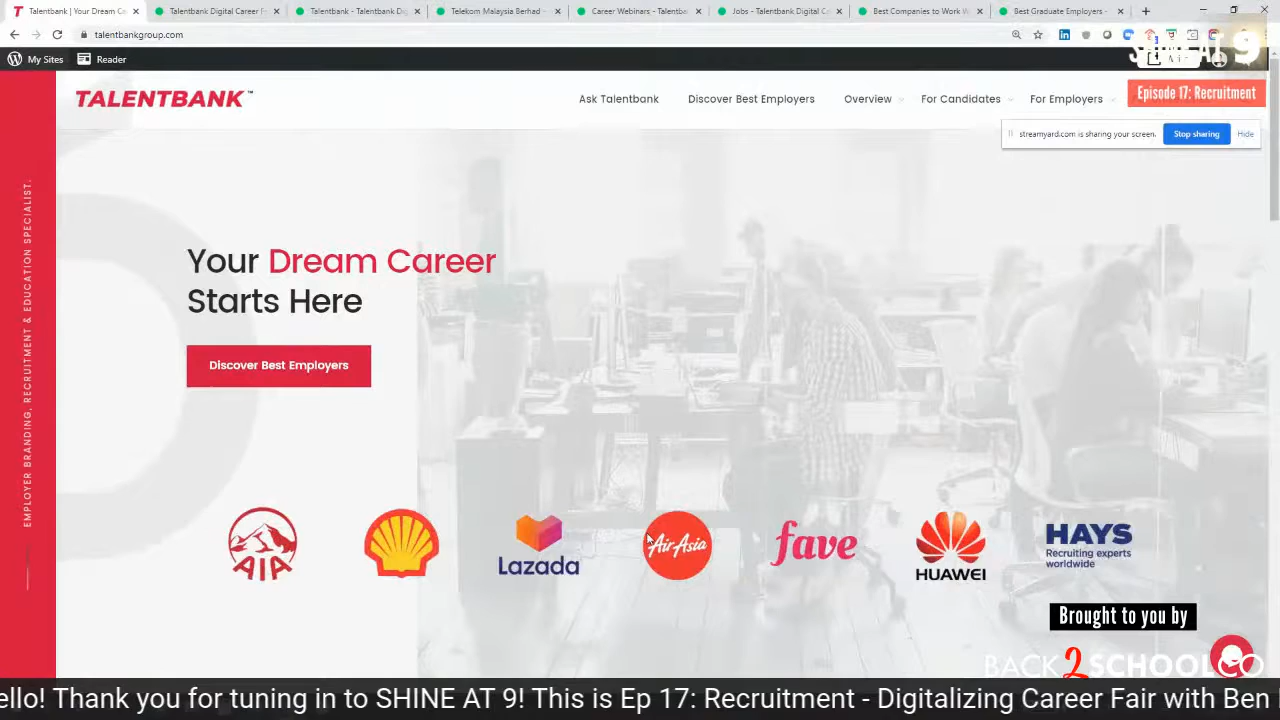 Talentbank | Your Dream Ca
Talentbank Digital Career F
Talentbank - Talentbank Dig
Telekom Malaysia Berhad -
Career Webinars - Talentba
Jobs - Talentbank Digital C
Best Companies to Work W
Best Graduate Employers -
talentbankgroup.com
My Sites
Reader
SHINE AT 9
TALENTBANK™
Ask Talentbank
Discover Best Employers
Overview
For Candidates
For Employers
Episode 17: Recruitment
streamyard.com is sharing your screen.
Stop sharing
Hide
EMPLOYER BRANDING, RECRUITMENT & EDUCATION SPECIALIST.
Your Dream Career
Starts Here
Discover Best Employers
AIA
Lazada
AirAsia
fave
HUAWEI
HAYS
Recruiting experts
worldwide
Brought to you by
BACK2SCHOOL
ello! Thank you for tuning in to SHINE AT 9! This is Ep 17: Recruitment - Digitalizing Career Fair with Ben